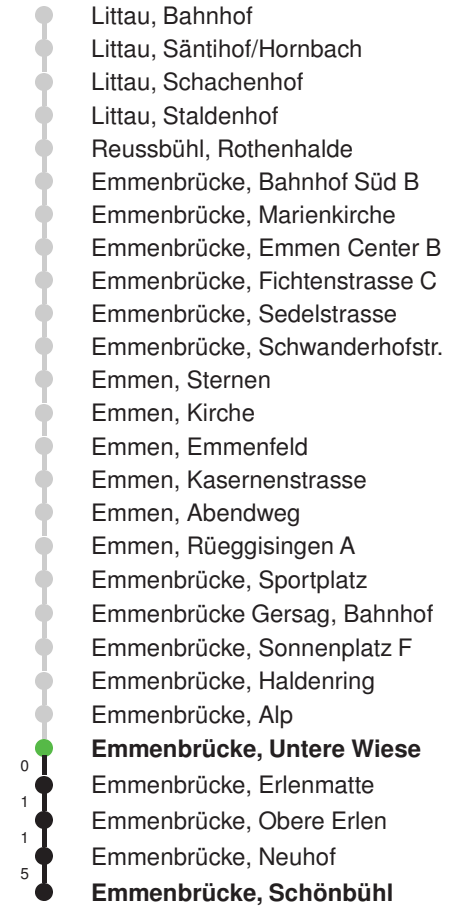 Littau, Bahnhof
Littau, Säntihof/Hornbach
Littau, Schachenhof
Littau, Staldenhof
Reussbühl, Rothenhalde
Emmenbrücke, Bahnhof Süd B
Emmenbrücke, Marienkirche
Emmenbrücke, Emmen Center B
Emmenbrücke, Fichtenstrasse C
Emmenbrücke, Sedelstrasse
Emmenbrücke, Schwanderhofstr.
Emmen, Sternen
Emmen, Kirche
Emmen, Emmenfeld
Emmen, Kasernenstrasse
Emmen, Abendweg
Emmen, Rüeggisingen A
Emmenbrücke, Sportplatz
Emmenbrücke Gersag, Bahnhof
Emmenbrücke, Sonnenplatz F
Emmenbrücke, Haldenring
Emmenbrücke, Alp
Emmenbrücke, Untere Wiese
0
Emmenbrücke, Erlenmatte
1
Emmenbrücke, Obere Erlen
1
Emmenbrücke, Neuhof
5
Emmenbrücke, Schönbühl